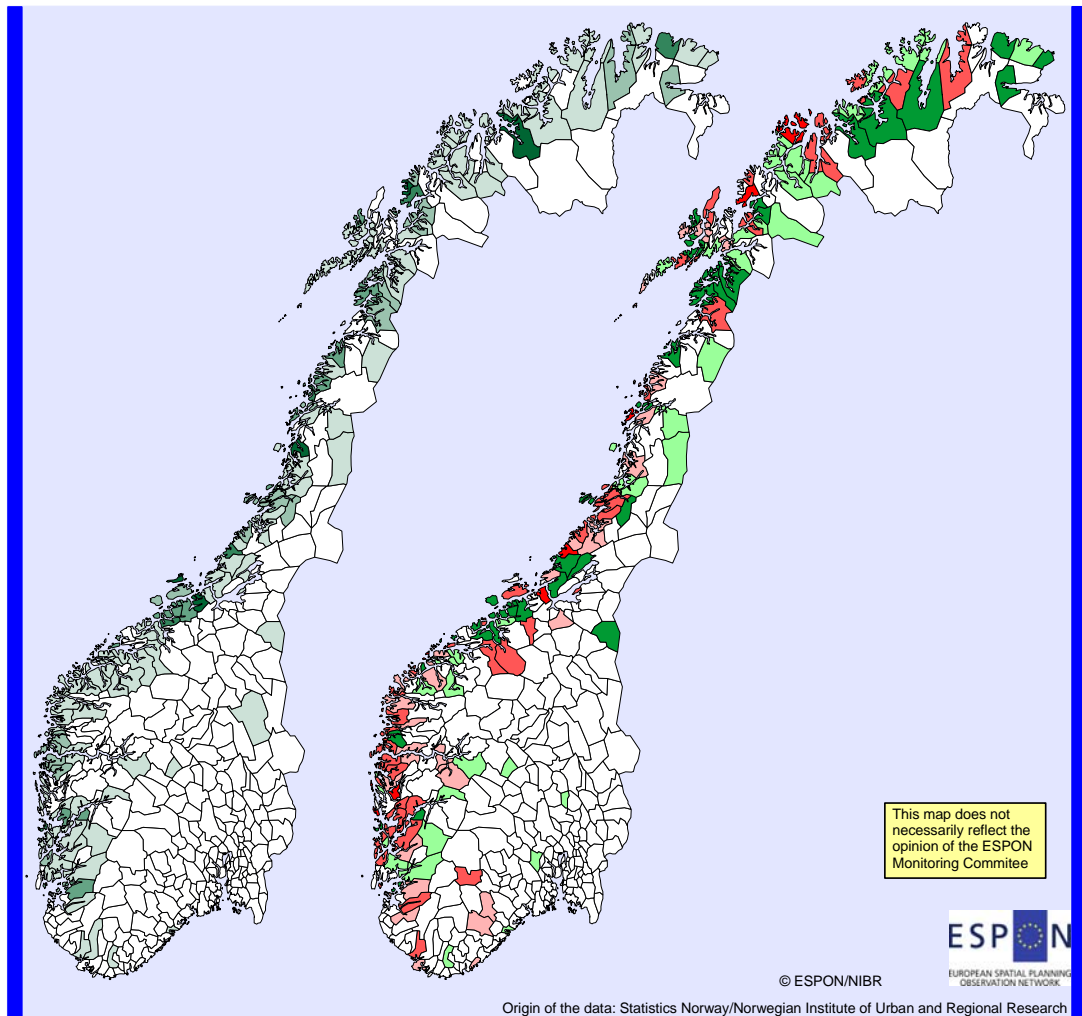 This map does not
necessarily reflect the
opinion of the ESPON
Monitoring Commitee
ESPON
EUROPEAN SPATIAL PLANNING
OBSERVATION NETWORK
© ESPON/NIBR
Origin of the data: Statistics Norway/Norwegian Institute of Urban and Regional Research